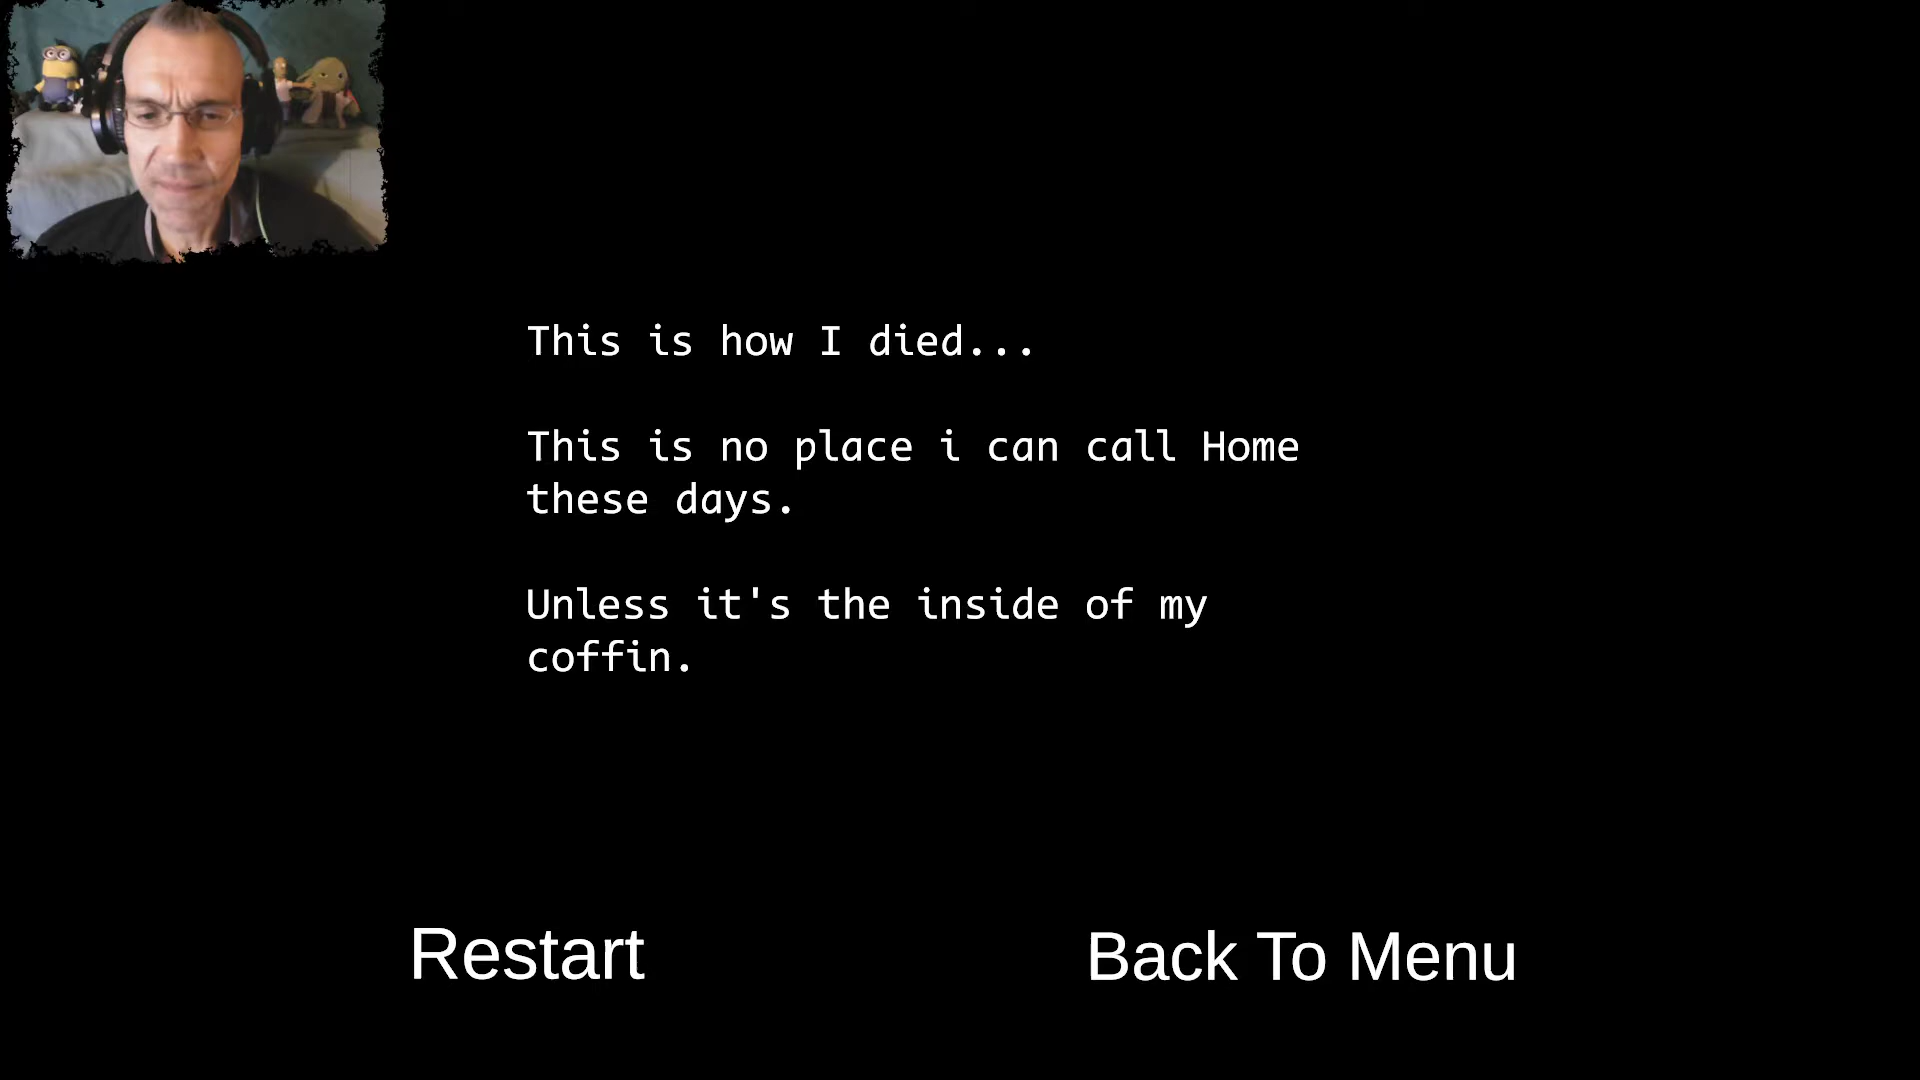 This is how I died...
This is no place i can call Home
these days.
Unless it's the inside of my
coffin.
Restart
Back To Menu